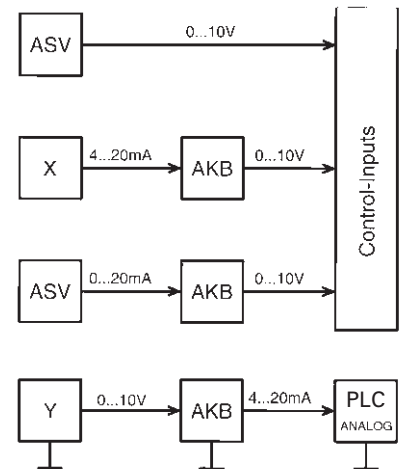 ASV
0...10V
X
4...20mA
AKB
0...10V
Control-Inputs
ASV
0...20mA
AKB
0...10V
Y
0...10V
AKB
4...20mA
PLC
ANALOG